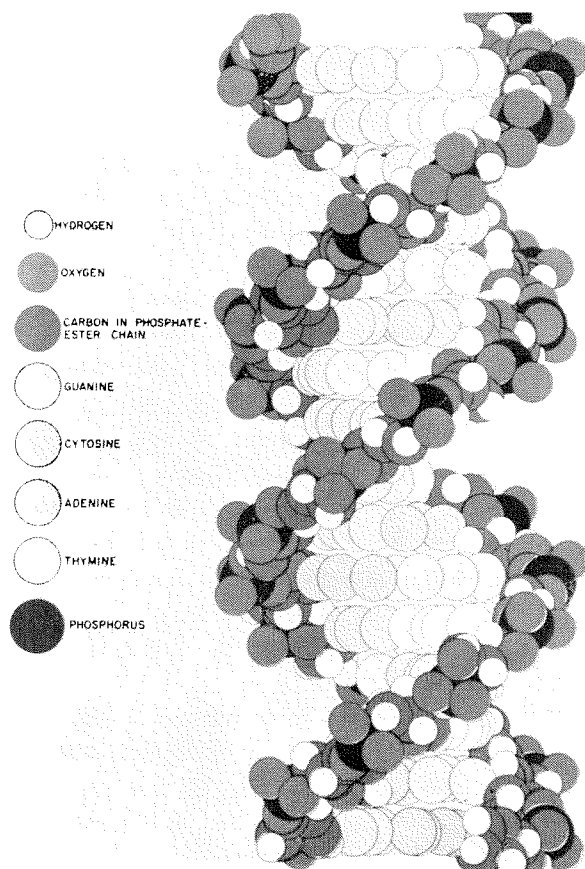 HYDROGEN
OXYGEN
CARBON IN PHOSPHATE-
ESTER CHAIN
GUANINE
CYTOSINE
ADENINE
THYMINE
PHOSPHORUS